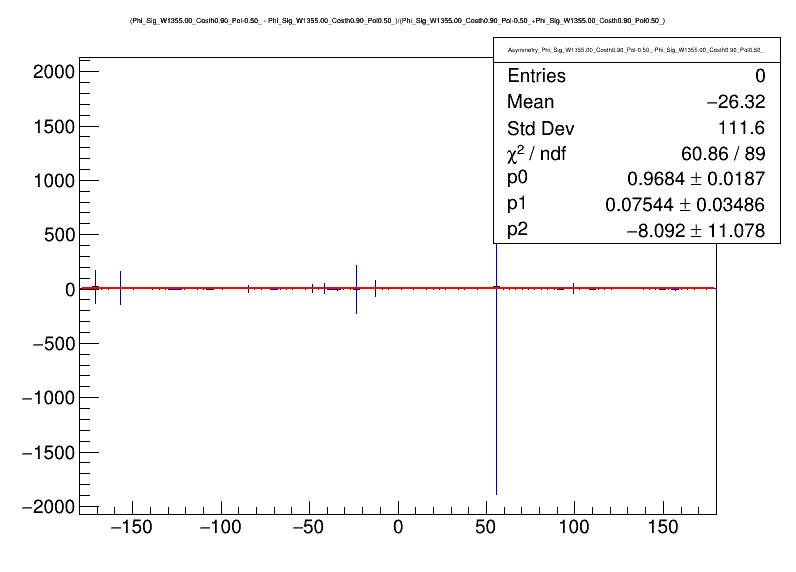 (Phi_Sig_W1355.00_Costh0.90_Pol-0.50_ - Phi_Sig_W1355.00_Costh0.90_Pol0.50_)/(Phi_Sig_W1355.00_Costh0.90_Pol-0.50_+Phi_Sig_W1355.00_Costh0.90_Pol0.50_)
Asymmetry_Phi_Sig_W1355.00_Costh0.90_Pol-0.50_-Phi_Sig_W1355.00_Costh0.90_Pol0.50_
Entries 0
Mean −26.32
Std Dev 111.6
χ² / ndf 60.86 / 89
p0 0.9684 ± 0.0187
p1 0.07544 ± 0.03486
p2 −8.092 ± 11.078
2000
1500
1000
500
0
−500
−1000
−1500
−2000
−150 −100 −50 0 50 100 150